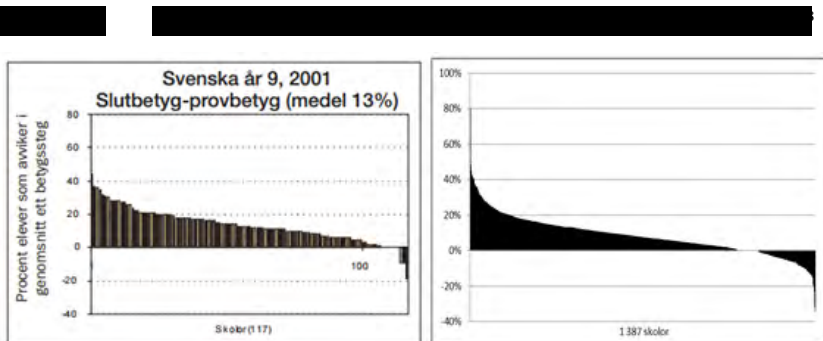 Svenska år 9, 2001
Slutbetyg-provbetyg (medel 13%)
Procent elever som avviker i
genomsnitt ett betygssteg
80
60
40
20
0
-20
-40
100
Skolor(117)
100%
80%
60%
40%
20%
0%
-20%
-40%
1 387 skolor